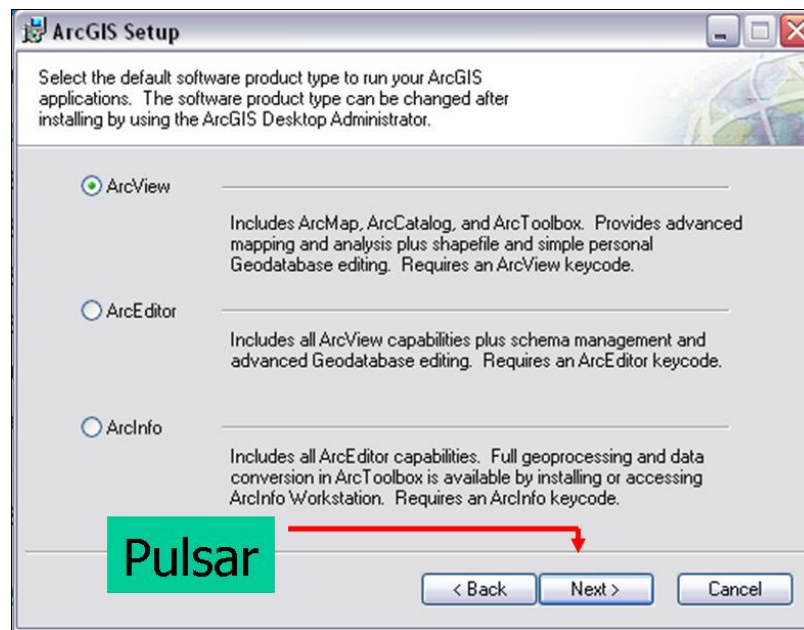 ArcGIS Setup
Select the default software product type to run your ArcGIS
applications. The software product type can be changed after
installing by using the ArcGIS Desktop Administrator.
ArcView
Includes ArcMap, ArcCatalog, and ArcToolbox. Provides advanced
mapping and analysis plus shapefile and simple personal
Geodatabase editing. Requires an ArcView keycode.
ArcEditor
Includes all ArcView capabilities plus schema management and
advanced Geodatabase editing. Requires an ArcEditor keycode.
ArcInfo
Includes all ArcEditor capabilities. Full geoprocessing and data
conversion in ArcToolbox is available by installing or accessing
ArcInfo Workstation. Requires an ArcInfo keycode.
Pulsar
< Back
Next >
Cancel